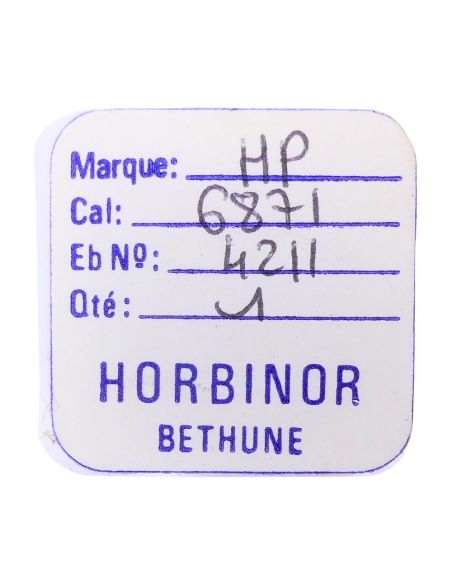 Marque: HP
Cal: 6871
Eb Nº: 4211
Qté: 1
HORBINOR
BETHUNE